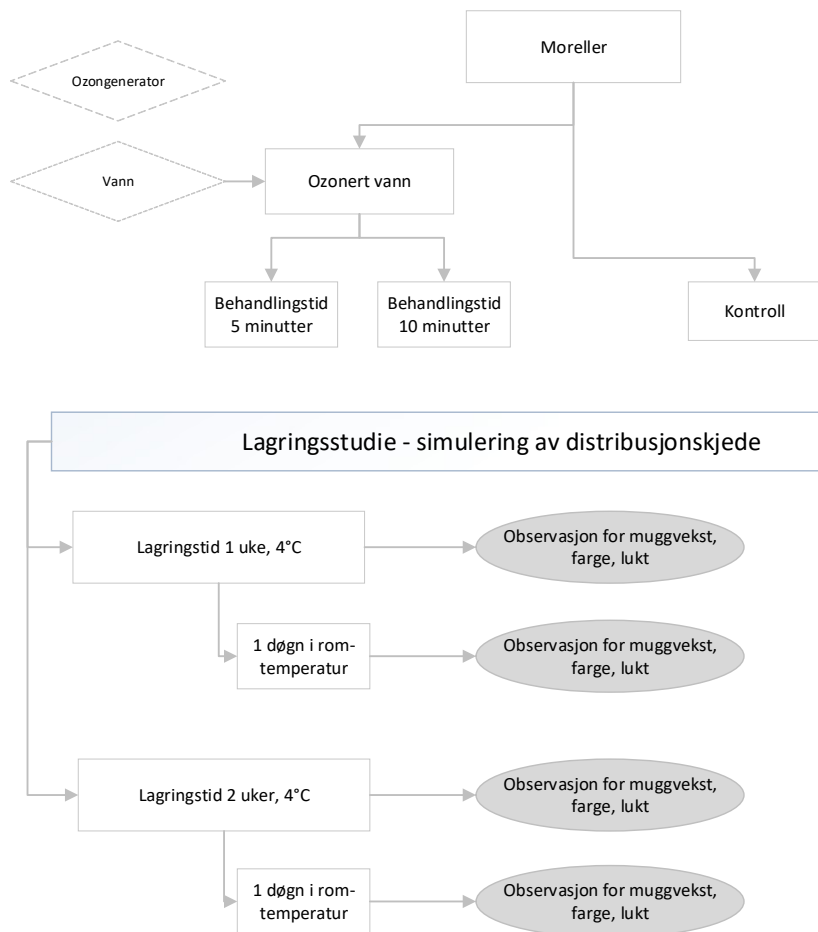 Moreller
Ozongenerator
Vann
Ozonert vann
Behandlingstid
5 minutter
Behandlingstid
10 minutter
Kontroll
Lagringsstudie - simulering av distribusjonskjede
Lagringstid 1 uke, 4°C
Observasjon for muggvekst,
farge, lukt
1 døgn i rom-
temperatur
Observasjon for muggvekst,
farge, lukt
Lagringstid 2 uker, 4°C
Observasjon for muggvekst,
farge, lukt
1 døgn i rom-
temperatur
Observasjon for muggvekst,
farge, lukt